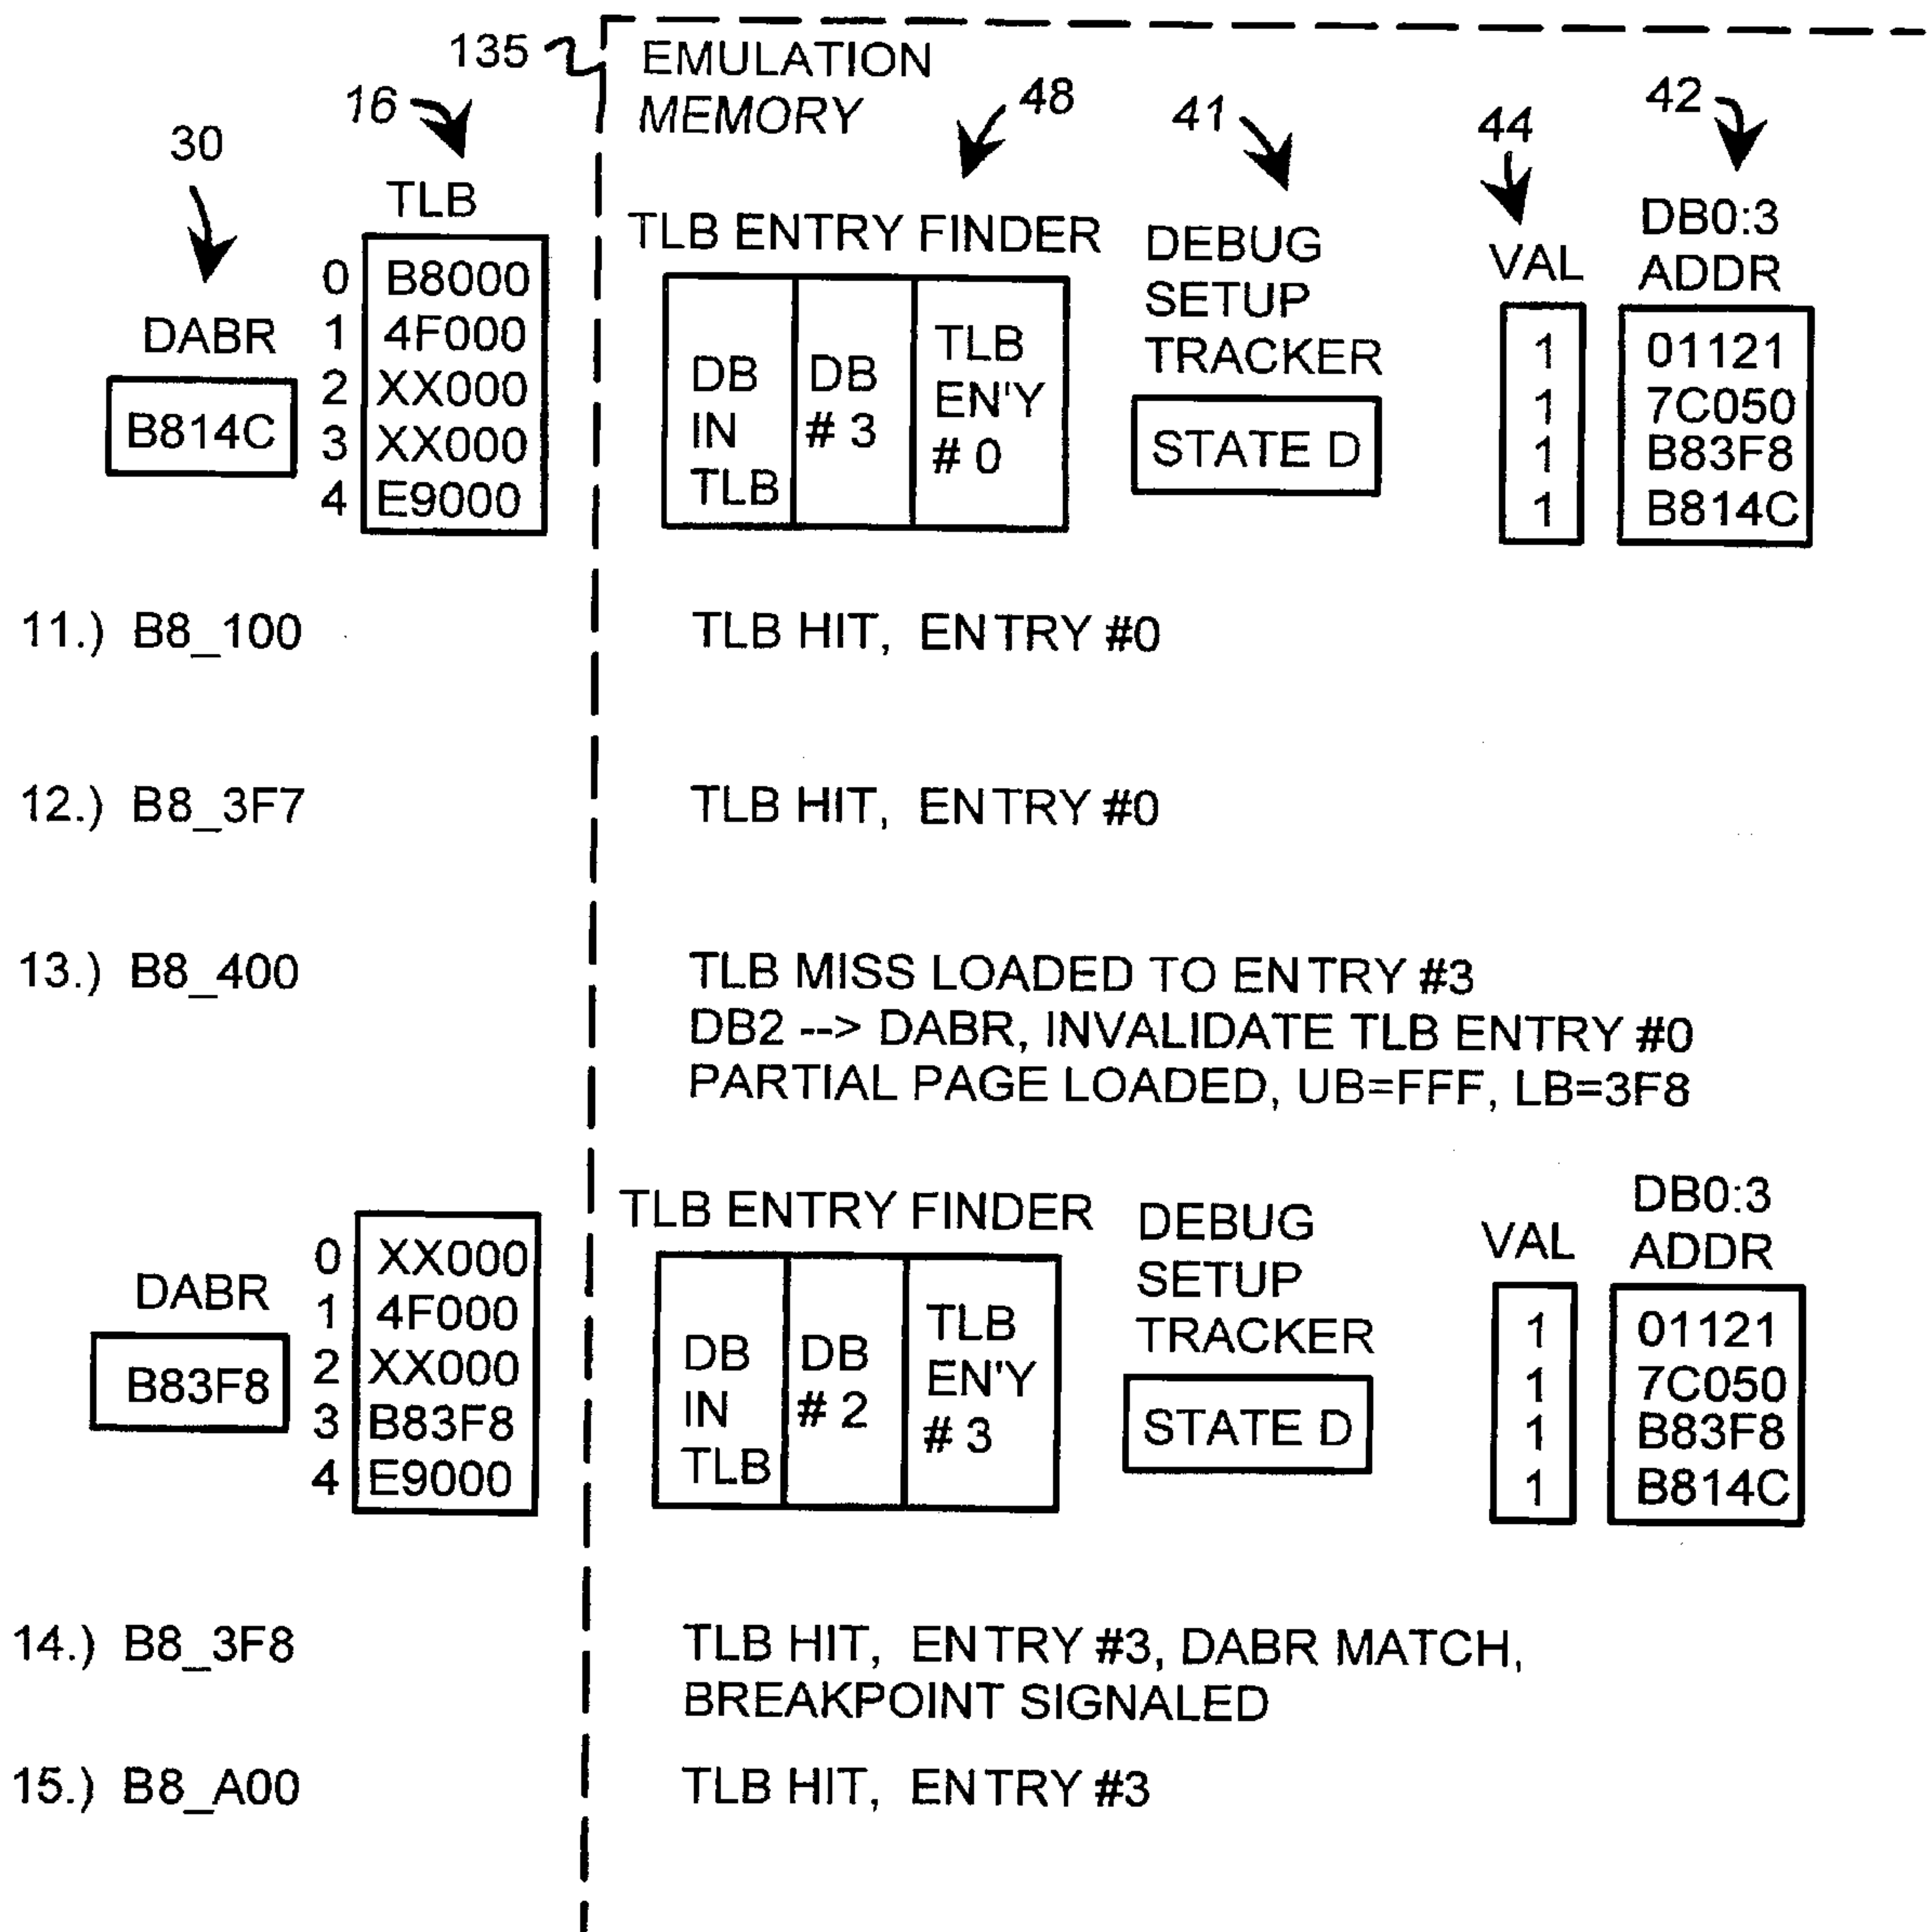 135
EMULATION
MEMORY
16
48
41
44
42
30
TLB
TLB ENTRY FINDER
DEBUG
SETUP
TRACKER
VAL
DB0:3
ADDR
DABR
B814C
0 B8000
1 4F000
2 XX000
3 XX000
4 E9000
DB
IN
TLB
DB
# 3
TLB
EN'Y
# 0
STATE D
1
1
1
1
01121
7C050
B83F8
B814C
11.) B8_100 TLB HIT, ENTRY #0
12.) B8_3F7 TLB HIT, ENTRY #0
13.) B8_400 TLB MISS LOADED TO ENTRY #3
DB2 --> DABR, INVALIDATE TLB ENTRY #0
PARTIAL PAGE LOADED, UB=FFF, LB=3F8
TLB ENTRY FINDER
DEBUG
SETUP
TRACKER
VAL
DB0:3
ADDR
DABR
B83F8
0 XX000
1 4F000
2 XX000
3 B83F8
4 E9000
DB
IN
TLB
DB
# 2
TLB
EN'Y
# 3
STATE D
1
1
1
1
01121
7C050
B83F8
B814C
14.) B8_3F8 TLB HIT, ENTRY #3, DABR MATCH,
BREAKPOINT SIGNALED
15.) B8_A00 TLB HIT, ENTRY #3